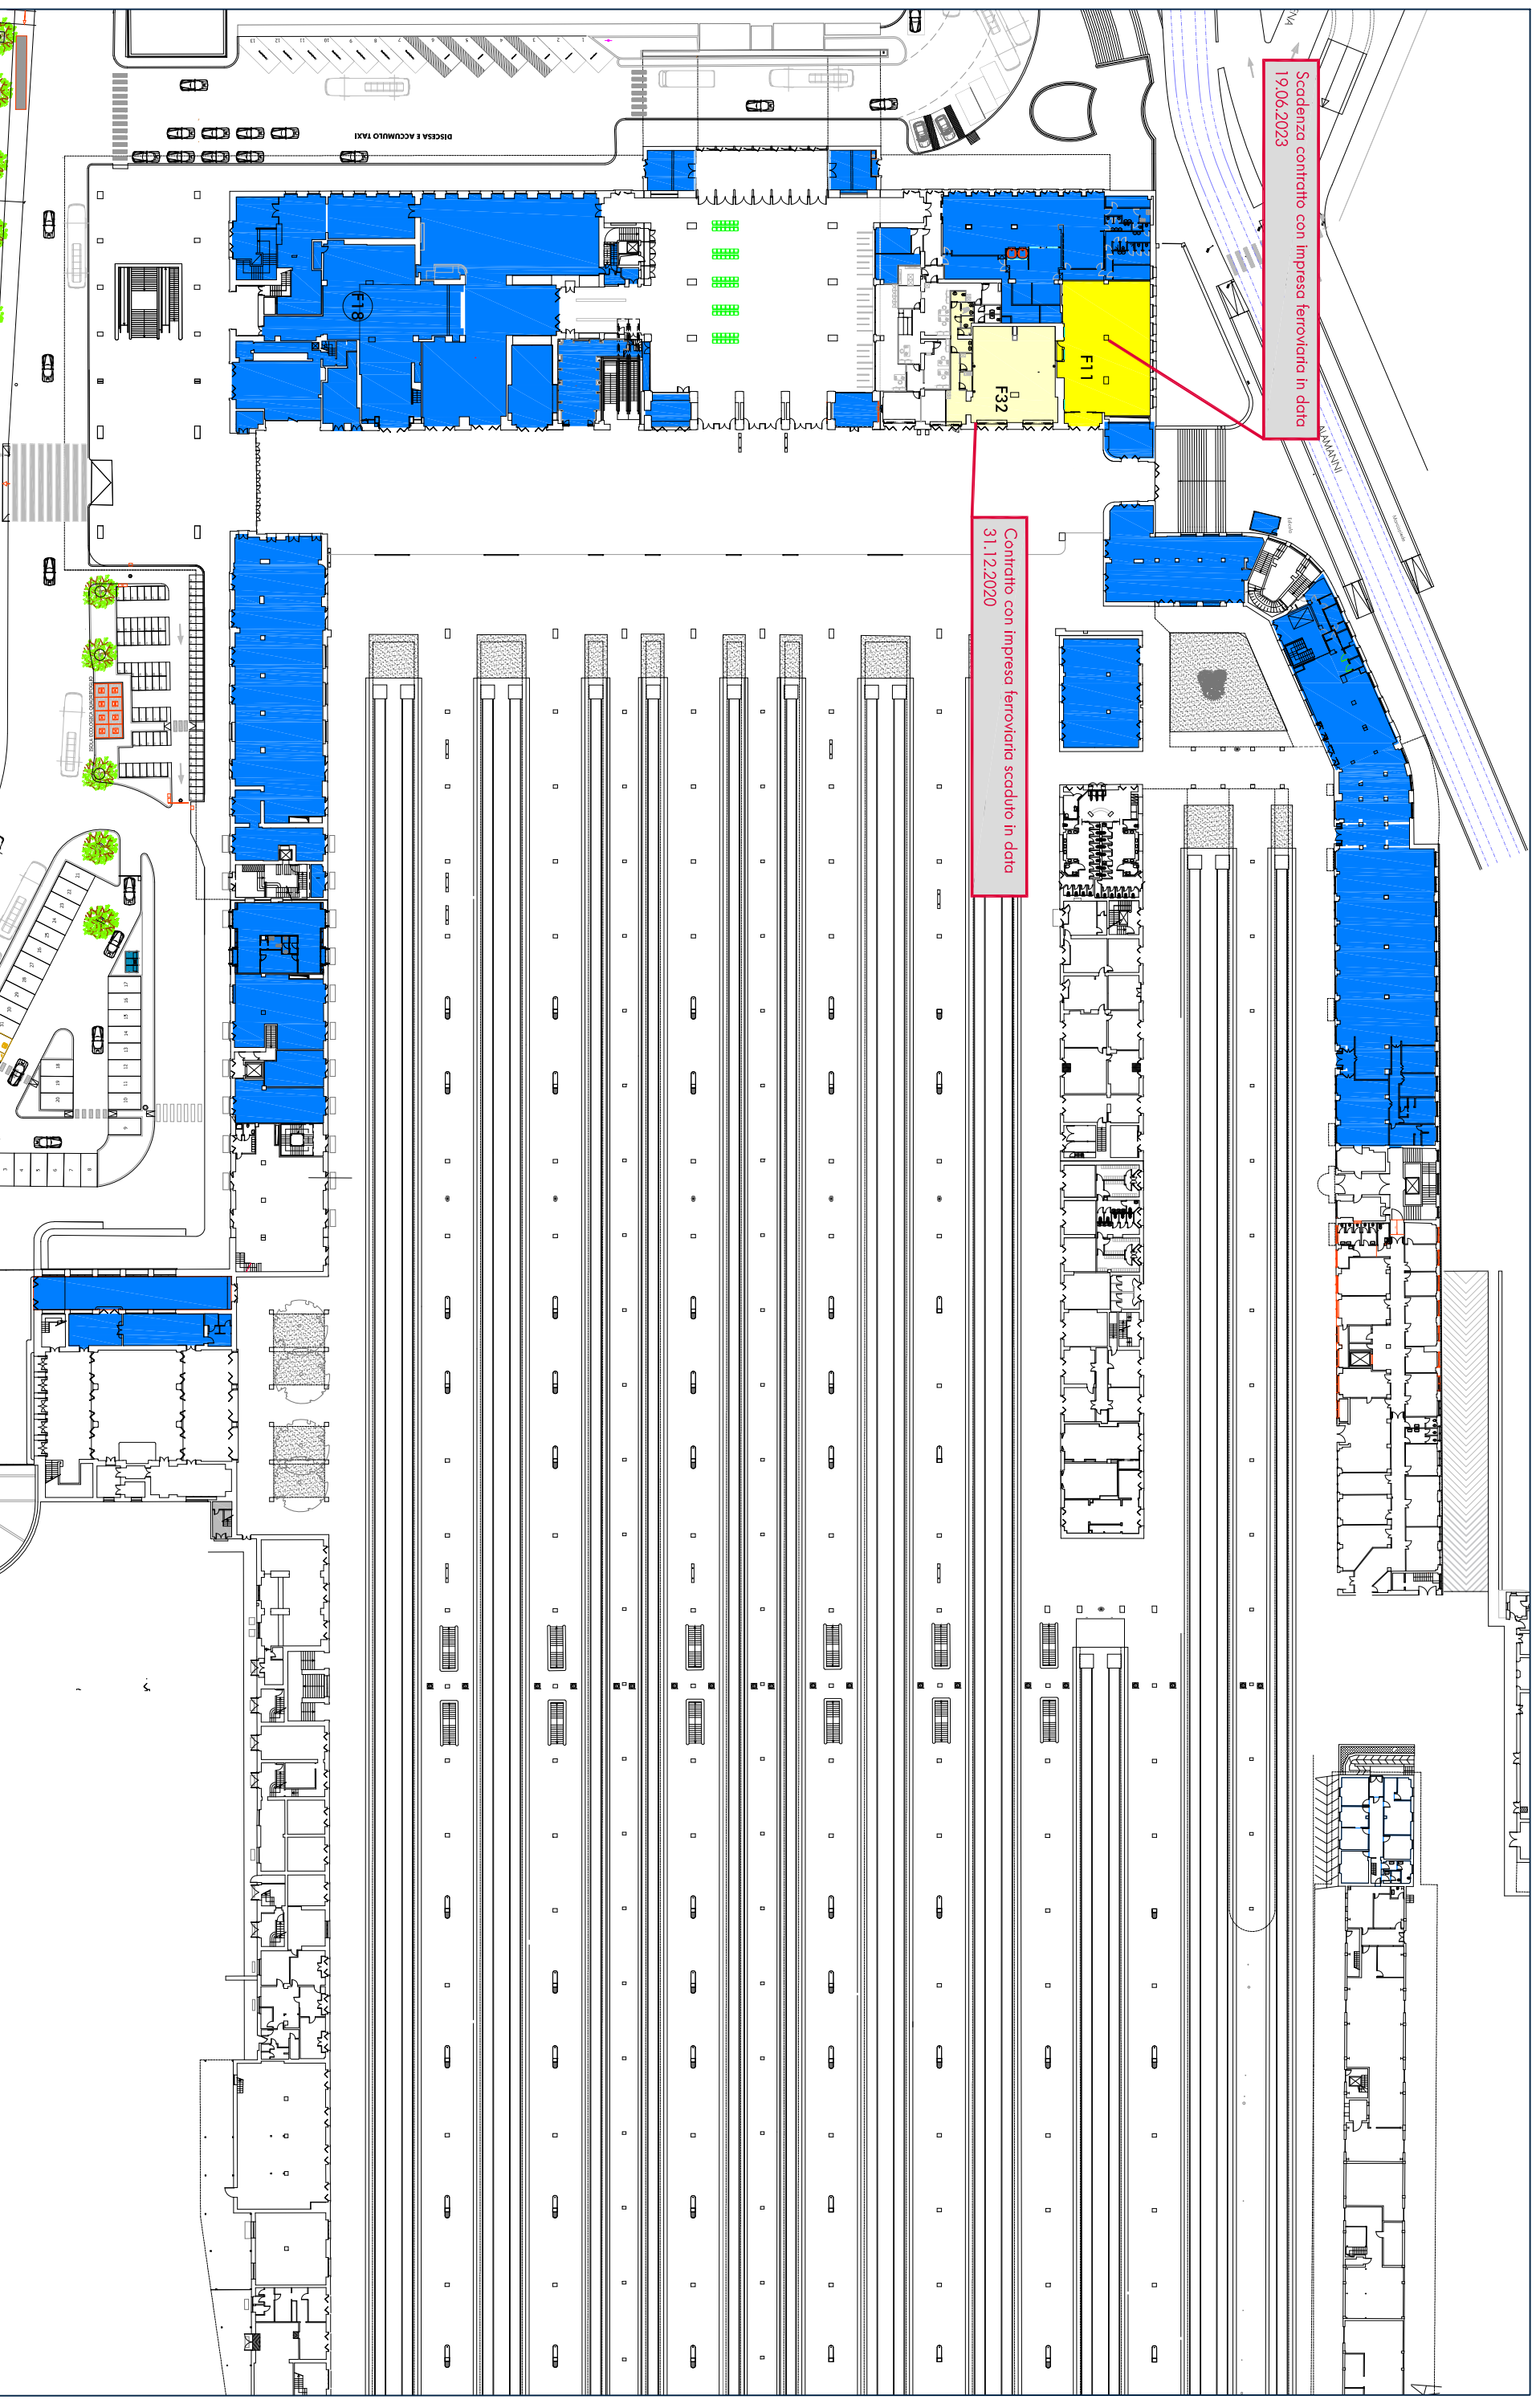 Scadenza contratto con impresa ferroviaria in data
19.06.2023
ALAMANNI
DISCESA E ACCUMULO TAXI
F11
F32
F18
Contratto con impresa ferroviaria scaduto in data
31.12.2020